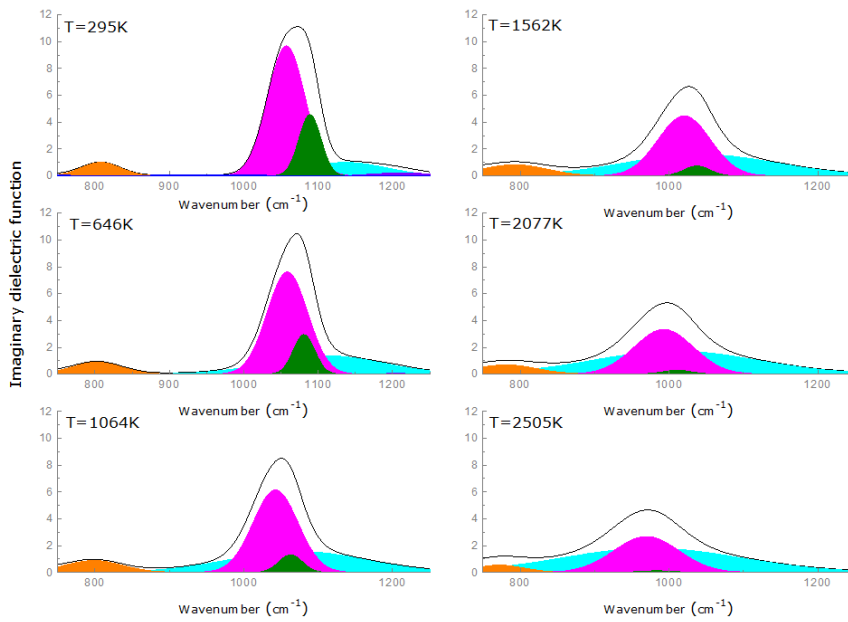 Imaginary dielectric function
T=295K
12
10
8
6
4
2
0
800 900 1000 1100 1200
Wavenumber (cm⁻¹)
T=646K
12
10
8
6
4
2
0
800 900 1000 1100 1200
Wavenumber (cm⁻¹)
T=1064K
12
10
8
6
4
2
0
800 1000 1200
Wavenumber (cm⁻¹)
T=1562K
12
10
8
6
4
2
0
800 1000 1200
Wavenumber (cm⁻¹)
T=2077K
12
10
8
6
4
2
0
800 1000 1200
Wavenumber (cm⁻¹)
T=2505K
12
10
8
6
4
2
0
800 1000 1200
Wavenumber (cm⁻¹)